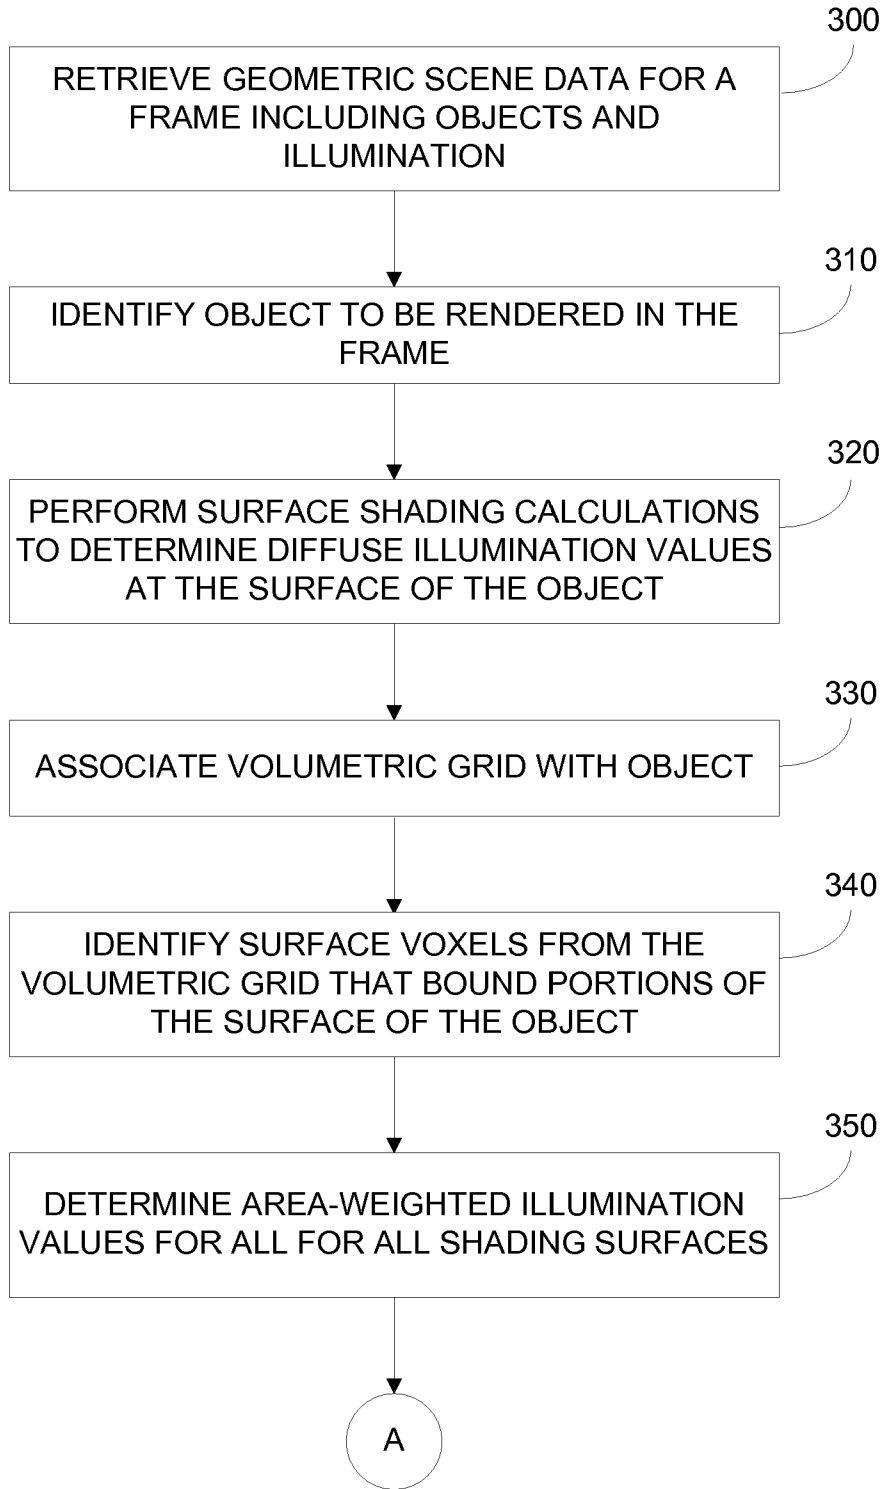 300
RETRIEVE GEOMETRIC SCENE DATA FOR A
FRAME INCLUDING OBJECTS AND
ILLUMINATION
310
IDENTIFY OBJECT TO BE RENDERED IN THE
FRAME
320
PERFORM SURFACE SHADING CALCULATIONS
TO DETERMINE DIFFUSE ILLUMINATION VALUES
AT THE SURFACE OF THE OBJECT
330
ASSOCIATE VOLUMETRIC GRID WITH OBJECT
340
IDENTIFY SURFACE VOXELS FROM THE
VOLUMETRIC GRID THAT BOUND PORTIONS OF
THE SURFACE OF THE OBJECT
350
DETERMINE AREA-WEIGHTED ILLUMINATION
VALUES FOR ALL FOR ALL SHADING SURFACES
A